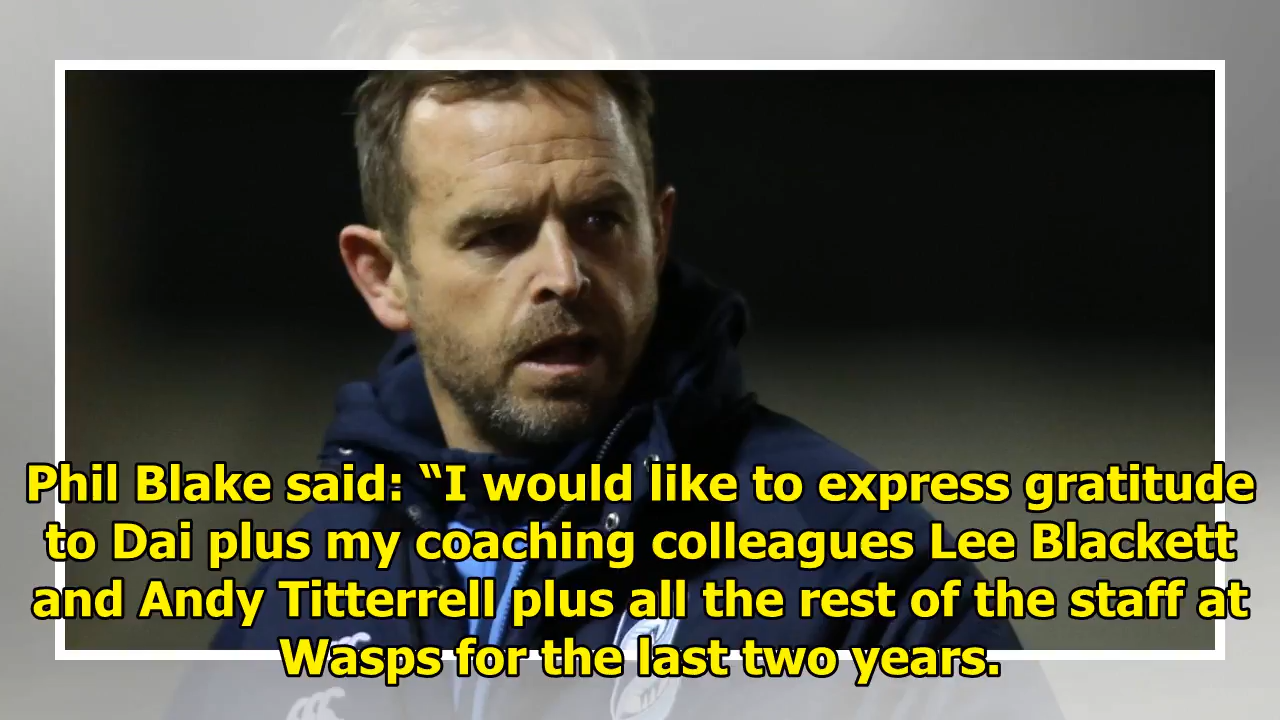 Phil Blake said: “I would like to express gratitude
to Dai plus my coaching colleagues Lee Blackett
and Andy Titterrell plus all the rest of the staff at
Wasps for the last two years.